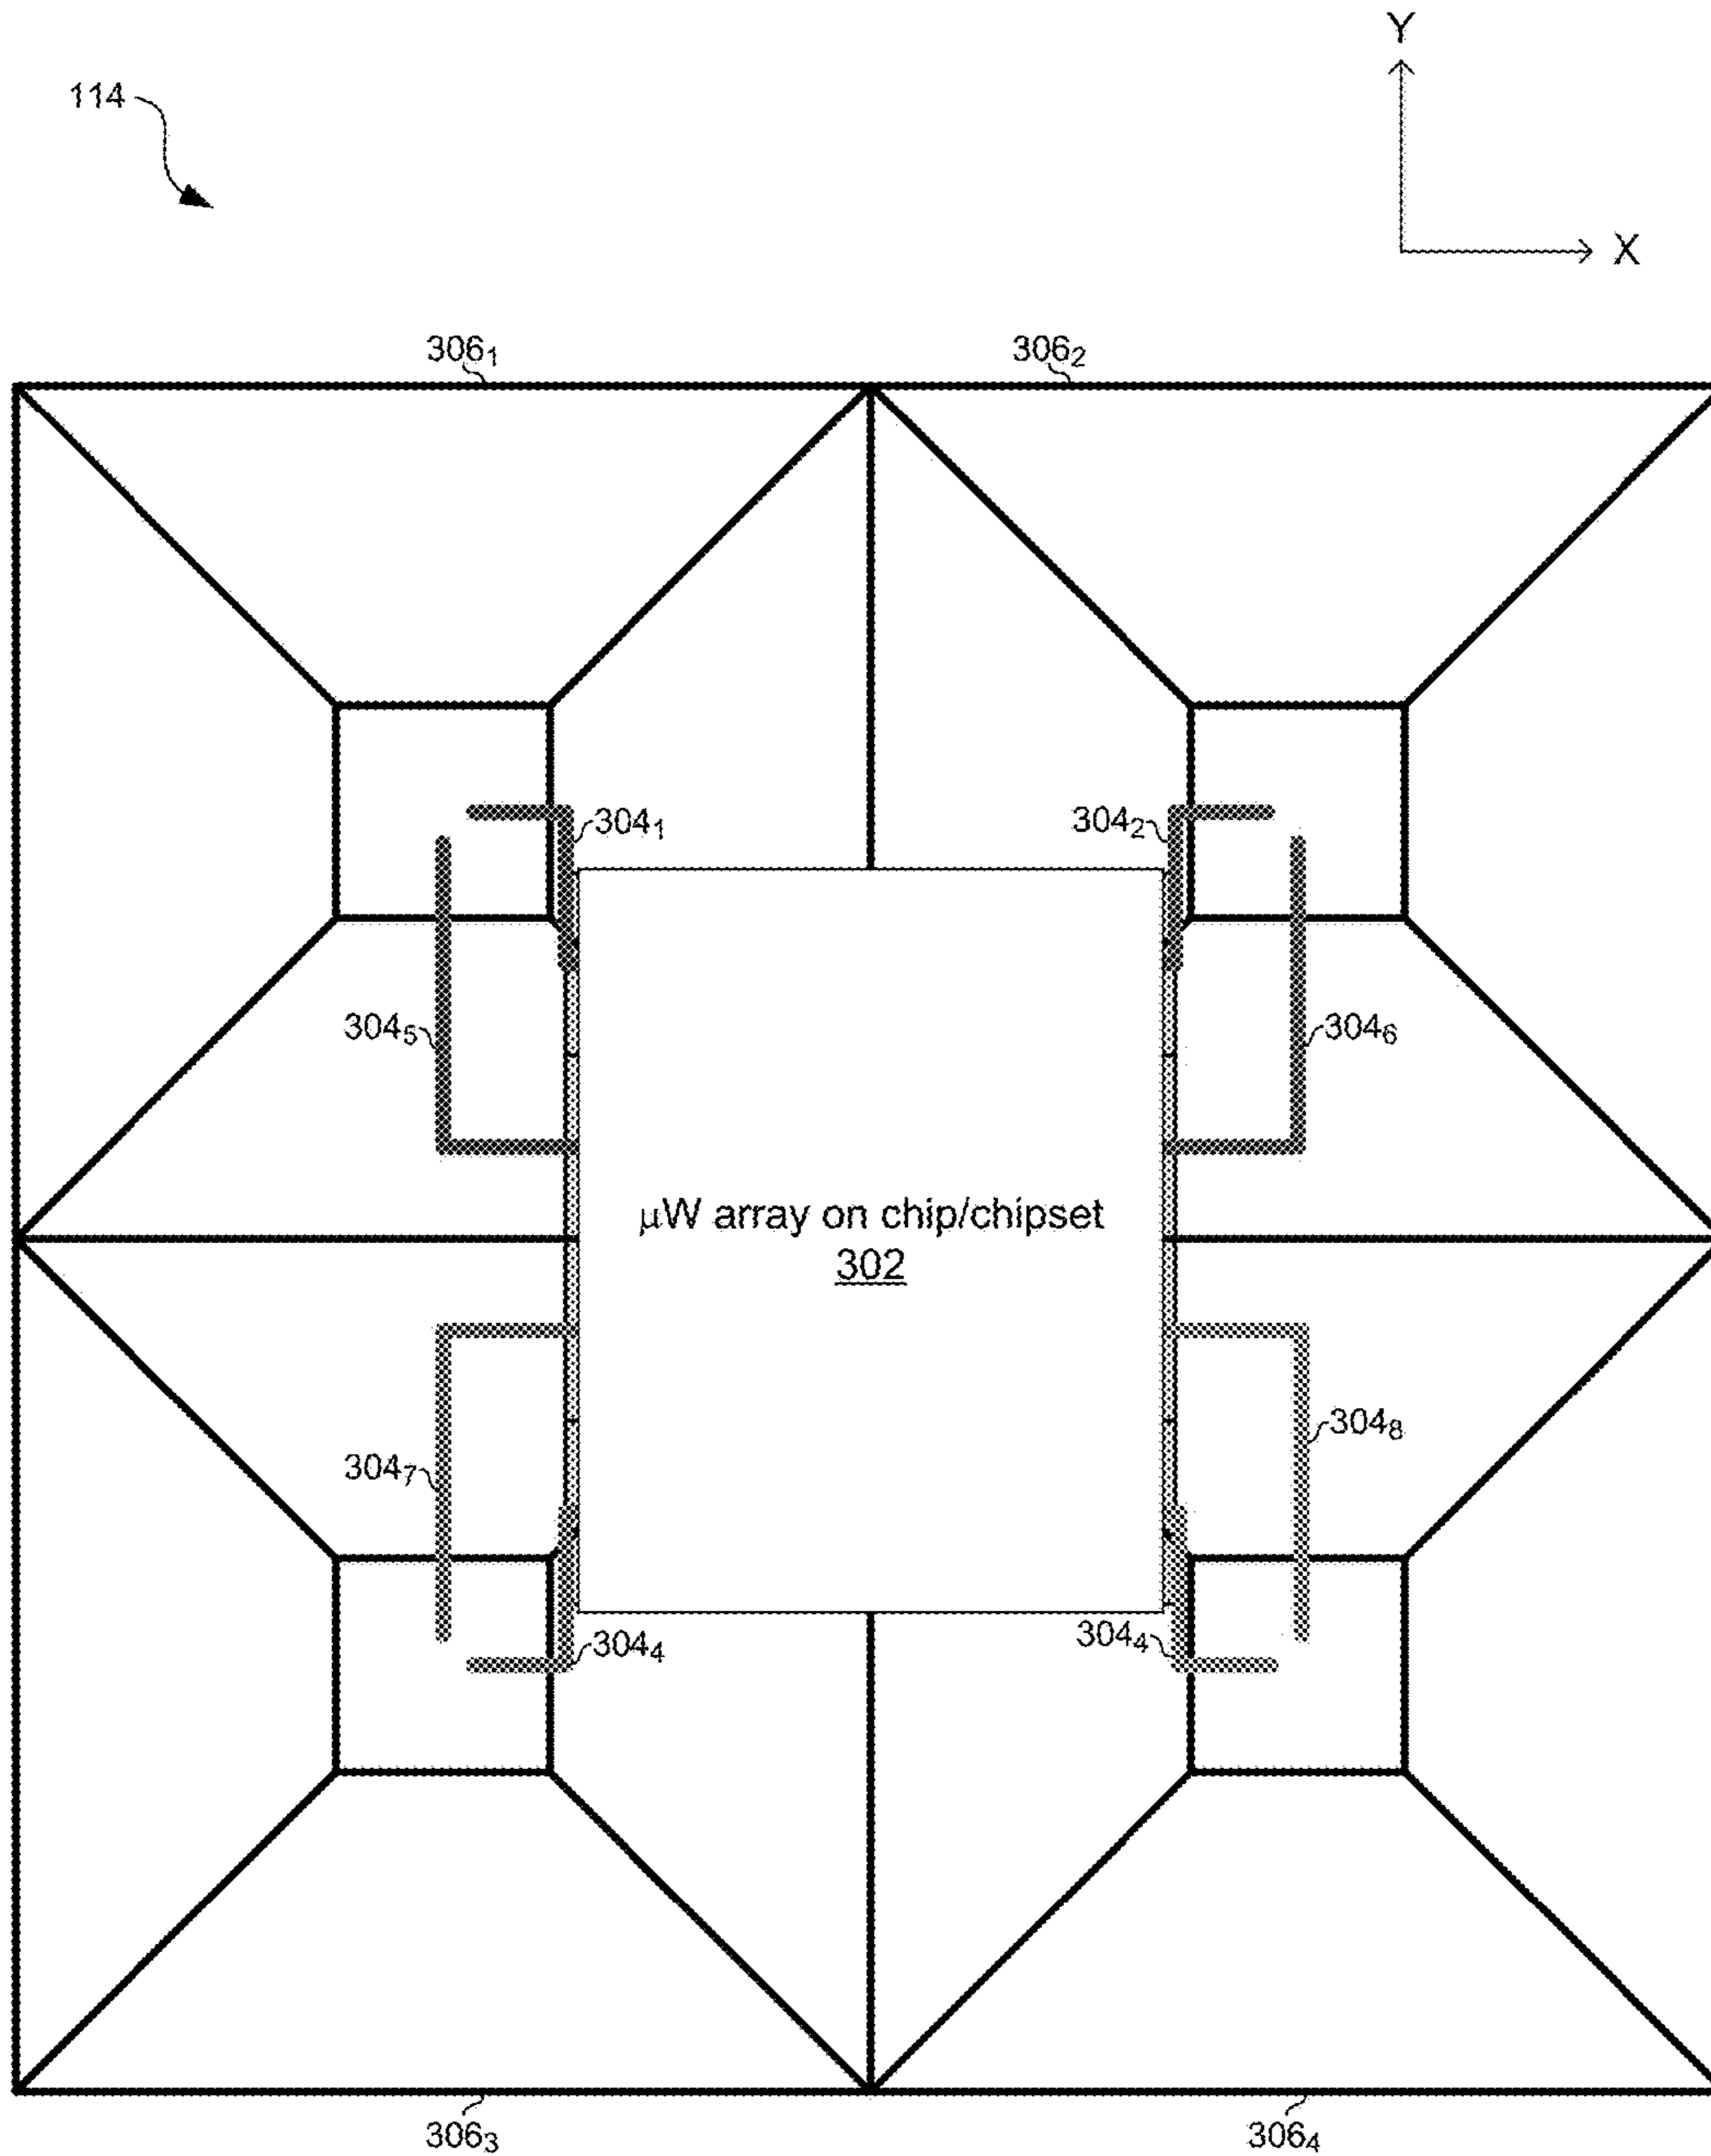 Y
114
X
306₁ 306₂
304₁ 304₂
304₅ 304₆
μW array on chip/chipset
302
304₇ 304₈
304₄ 304₄
306₃ 306₄